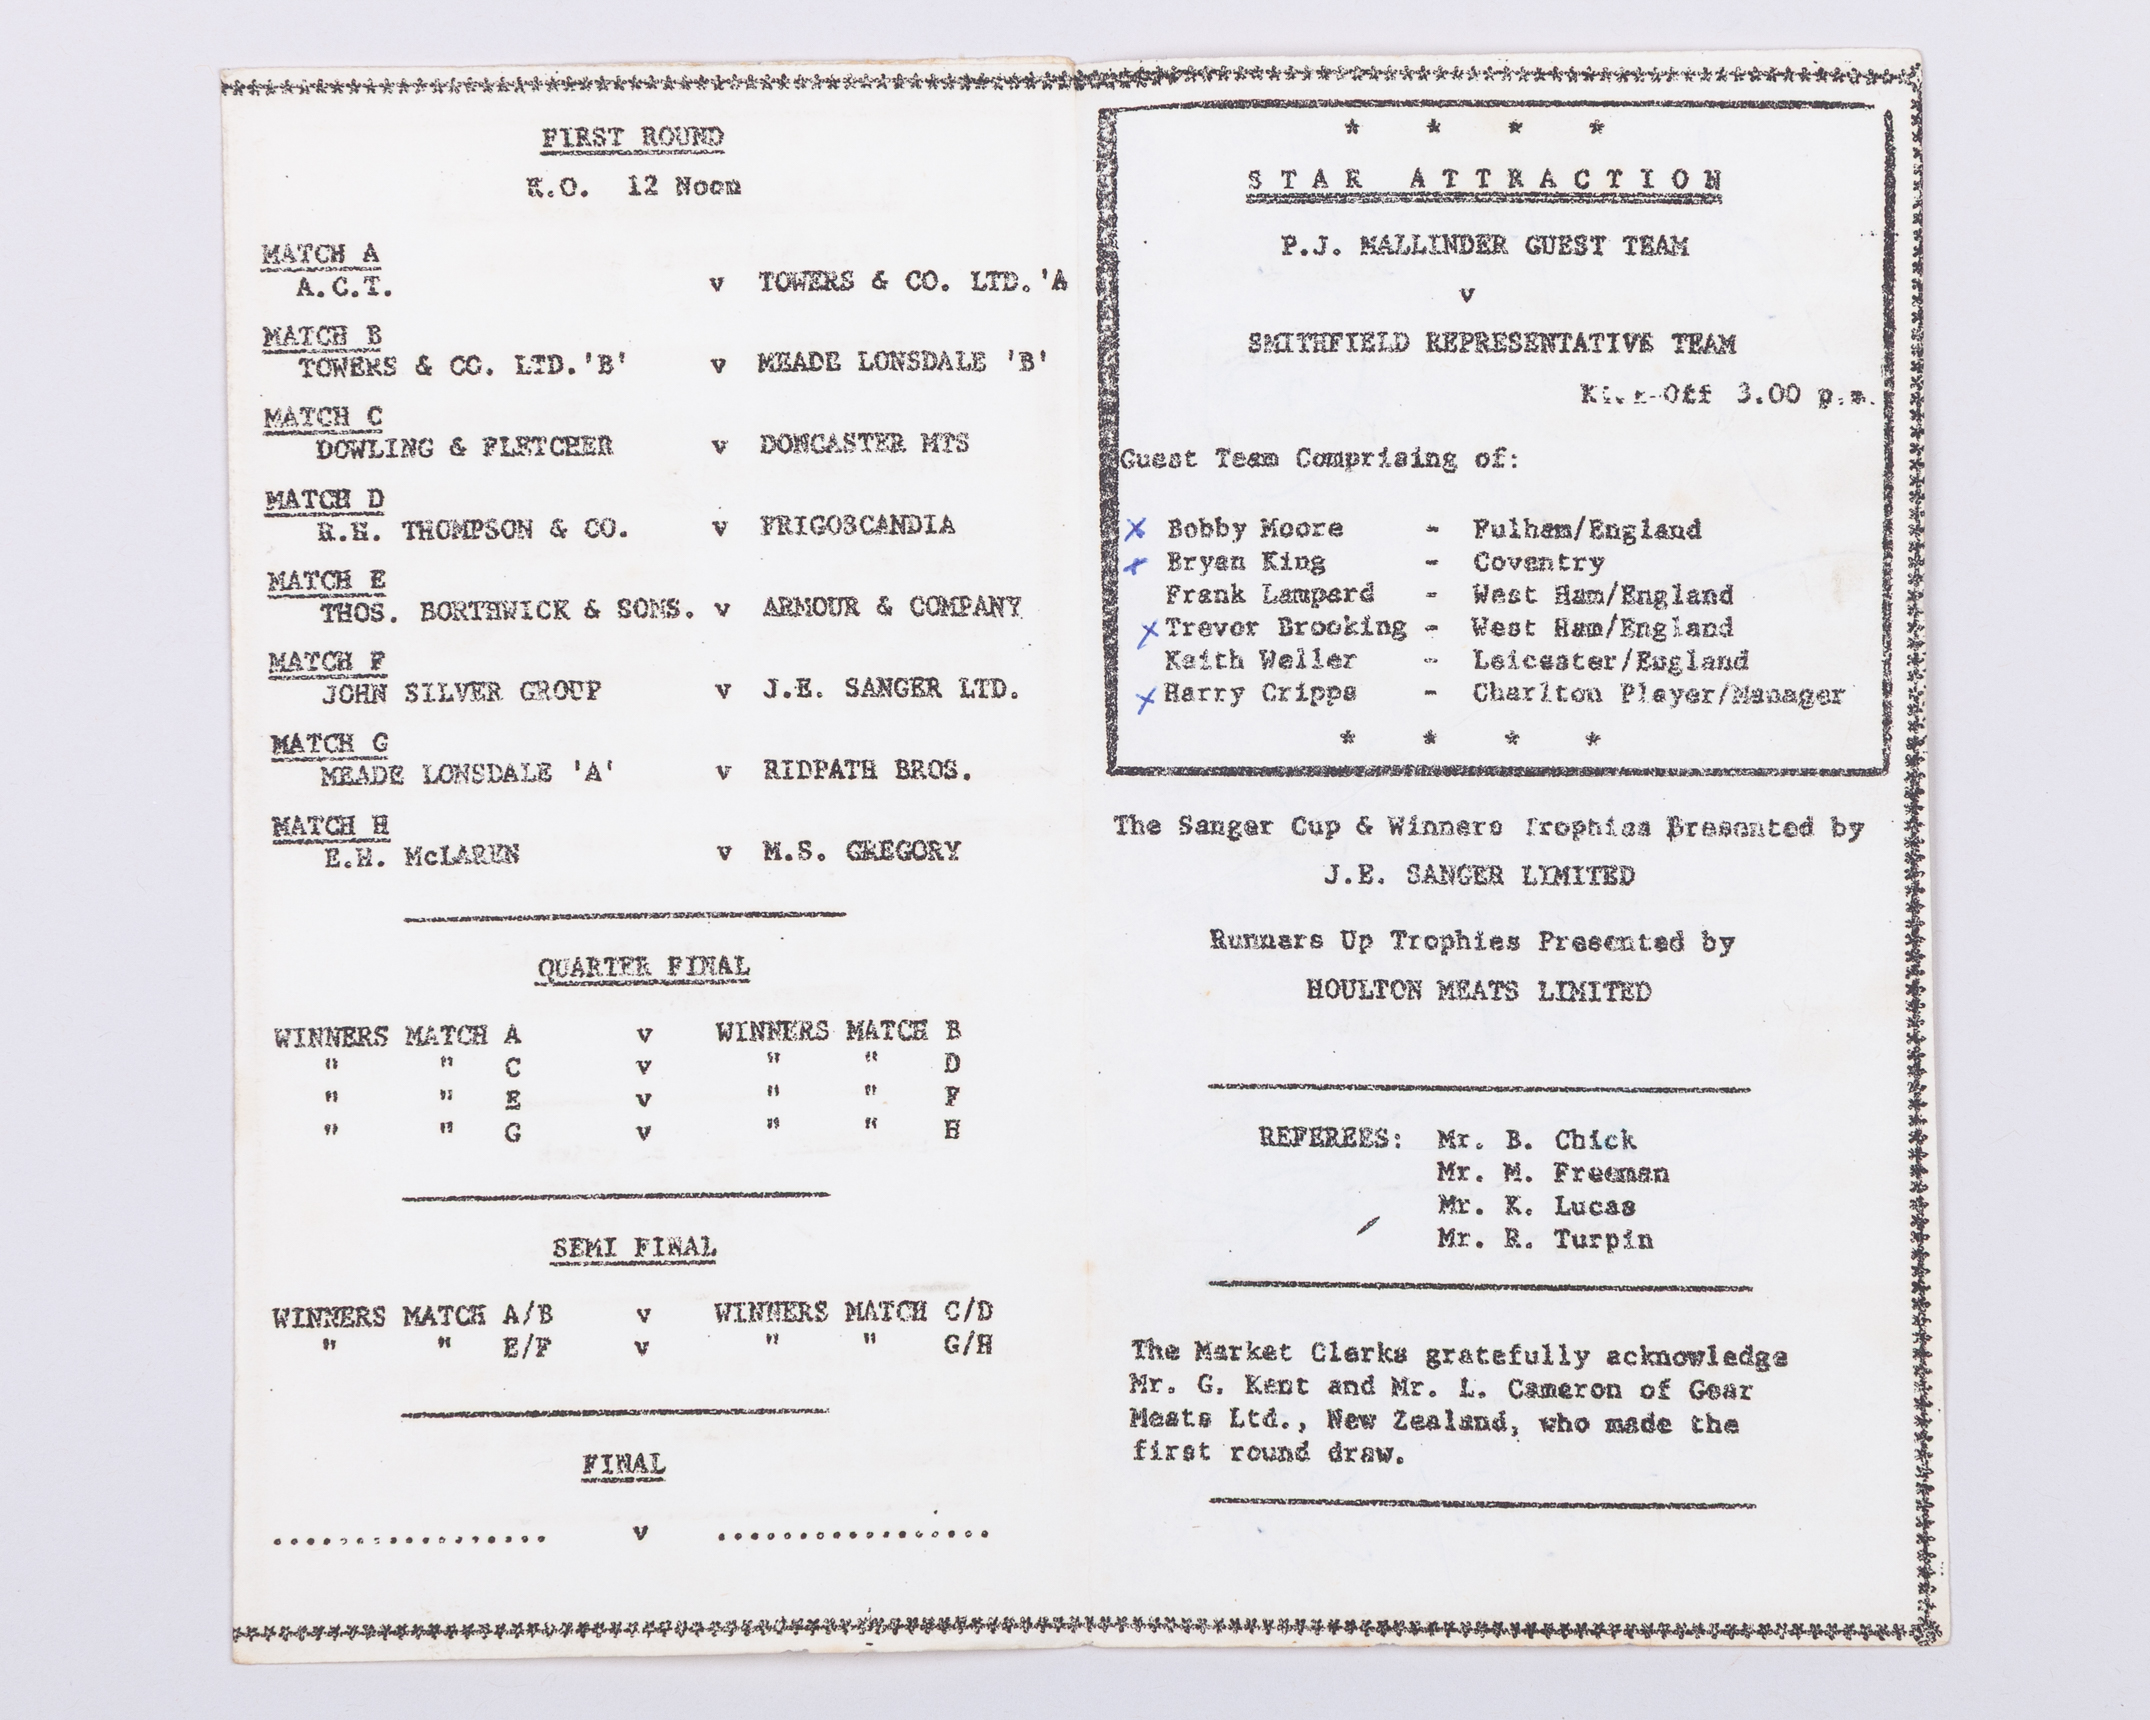 FIRST ROUND
K.O. 12 Noon
MATCH A
A.C.T. v TOWERS & CO. LTD.'A
MATCH B
TOWERS & CO. LTD.'B' v MEADE LONSDALE 'B'
MATCH C
DOWLING & FLETCHER v DONCASTER MTS
MATCH D
R.H. THOMPSON & CO. v FRIGOSCANDIA
MATCH E
THOS. BORTHWICK & SONS. v ARMOUR & COMPANY
MATCH F
JOHN SILVER GROUP v J.E. SANGER LTD.
MATCH G
MEADE LONSDALE 'A' v RIDPATH BROS.
MATCH H
E.H. McLAREN v M.S. GREGORY
QUARTER FINAL
WINNERS MATCH A v WINNERS MATCH B
" " C v " " D
" " E v " " F
" " G v " " H
SEMI FINAL
WINNERS MATCH A/B v WINNERS MATCH C/D
" " E/F v " " G/H
FINAL
................. v .................
* * * *
STAR ATTRACTION
P.J. MALLINDER GUEST TEAM
v
SMITHFIELD REPRESENTATIVE TEAM
Kick-Off 3.00 p.m.
Guest Team Comprising of:
x Bobby Moore - Fulham/England
x Bryan King - Coventry
Frank Lampard - West Ham/England
x Trevor Brooking - West Ham/England
Keith Weller - Leicester/England
x Harry Cripps - Charlton Player/Manager
* * * *
The Sanger Cup & Winners Trophies Presented by
J.E. SANGER LIMITED
Runners Up Trophies Presented by
HOULTON MEATS LIMITED
REFEREES: Mr. B. Chick
Mr. M. Freeman
Mr. K. Lucas
Mr. R. Turpin
The Market Clerks gratefully acknowledge
Mr. G. Kent and Mr. L. Cameron of Gear
Meats Ltd., New Zealand, who made the
first round draw.